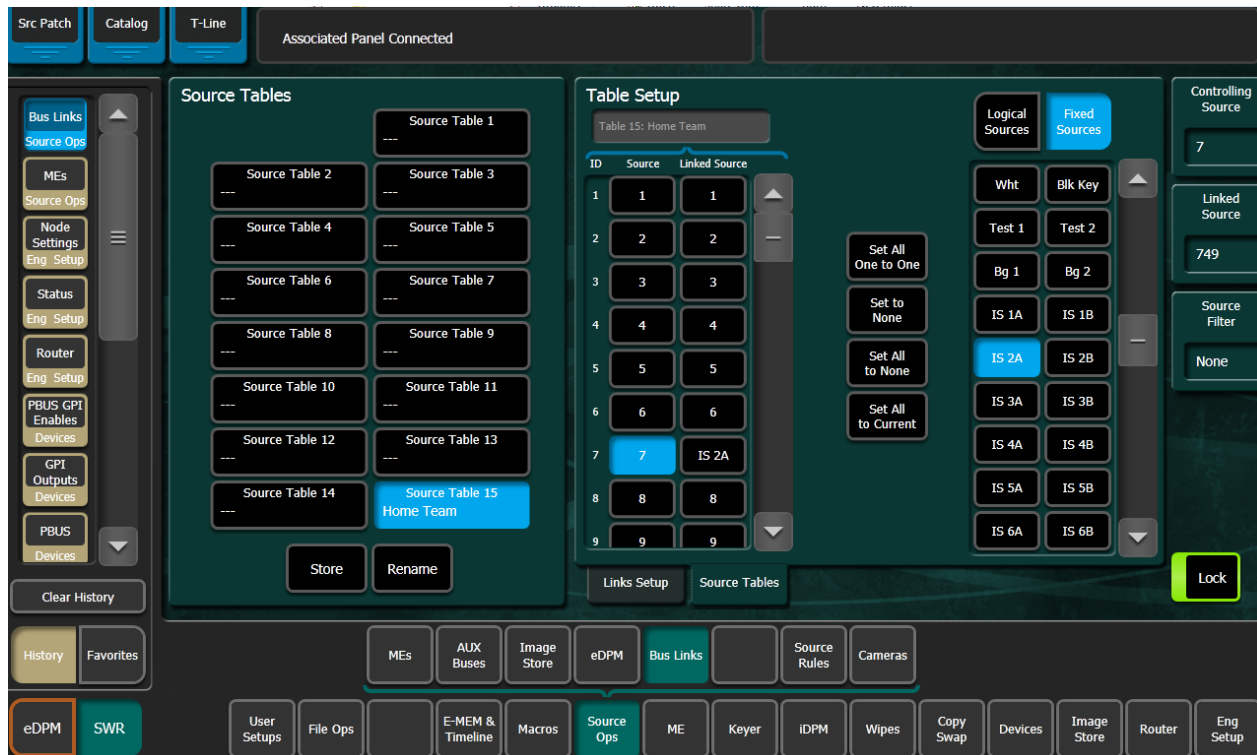 Src Patch
Catalog
T-Line
Associated Panel Connected
Bus Links
Source Ops
MEs
Source Ops
Node
Settings
Eng Setup
Status
Eng Setup
Router
Eng Setup
PBUS GPI
Enables
Devices
GPI
Outputs
Devices
PBUS
Devices
Clear History
History
Favorites
eDPM
SWR
Source Tables
Source Table 1
---
Source Table 2
---
Source Table 3
---
Source Table 4
---
Source Table 5
---
Source Table 6
---
Source Table 7
---
Source Table 8
---
Source Table 9
---
Source Table 10
---
Source Table 11
---
Source Table 12
---
Source Table 13
---
Source Table 14
---
Source Table 15
Home Team
Store
Rename
Table Setup
Table 15: Home Team
ID Source Linked Source
1 1 1
2 2 2
3 3 3
4 4 4
5 5 5
6 6 6
7 7 IS 2A
8 8 8
9 9 9
Links Setup
Source Tables
Set All
One to One
Set to
None
Set All
to None
Set All
to Current
Logical
Sources
Fixed
Sources
Wht Blk Key
Test 1 Test 2
Bg 1 Bg 2
IS 1A IS 1B
IS 2A IS 2B
IS 3A IS 3B
IS 4A IS 4B
IS 5A IS 5B
IS 6A IS 6B
Controlling
Source
7
Linked
Source
749
Source
Filter
None
Lock
MEs
AUX
Buses
Image
Store
eDPM
Bus Links
Source
Rules
Cameras
User
Setups
File Ops
E-MEM &
Timeline
Macros
Source
Ops
ME
Keyer
iDPM
Wipes
Copy
Swap
Devices
Image
Store
Router
Eng
Setup